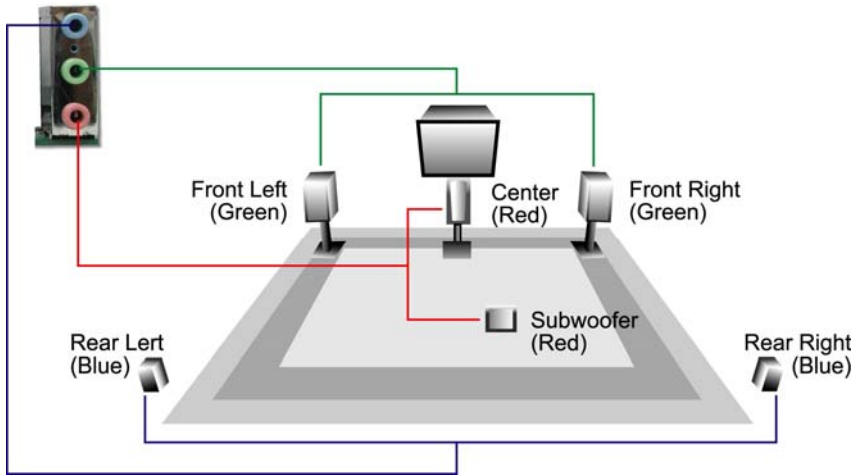 Front Left
(Green)
Center
(Red)
Front Right
(Green)
Subwoofer
(Red)
Rear Lert
(Blue)
Rear Right
(Blue)